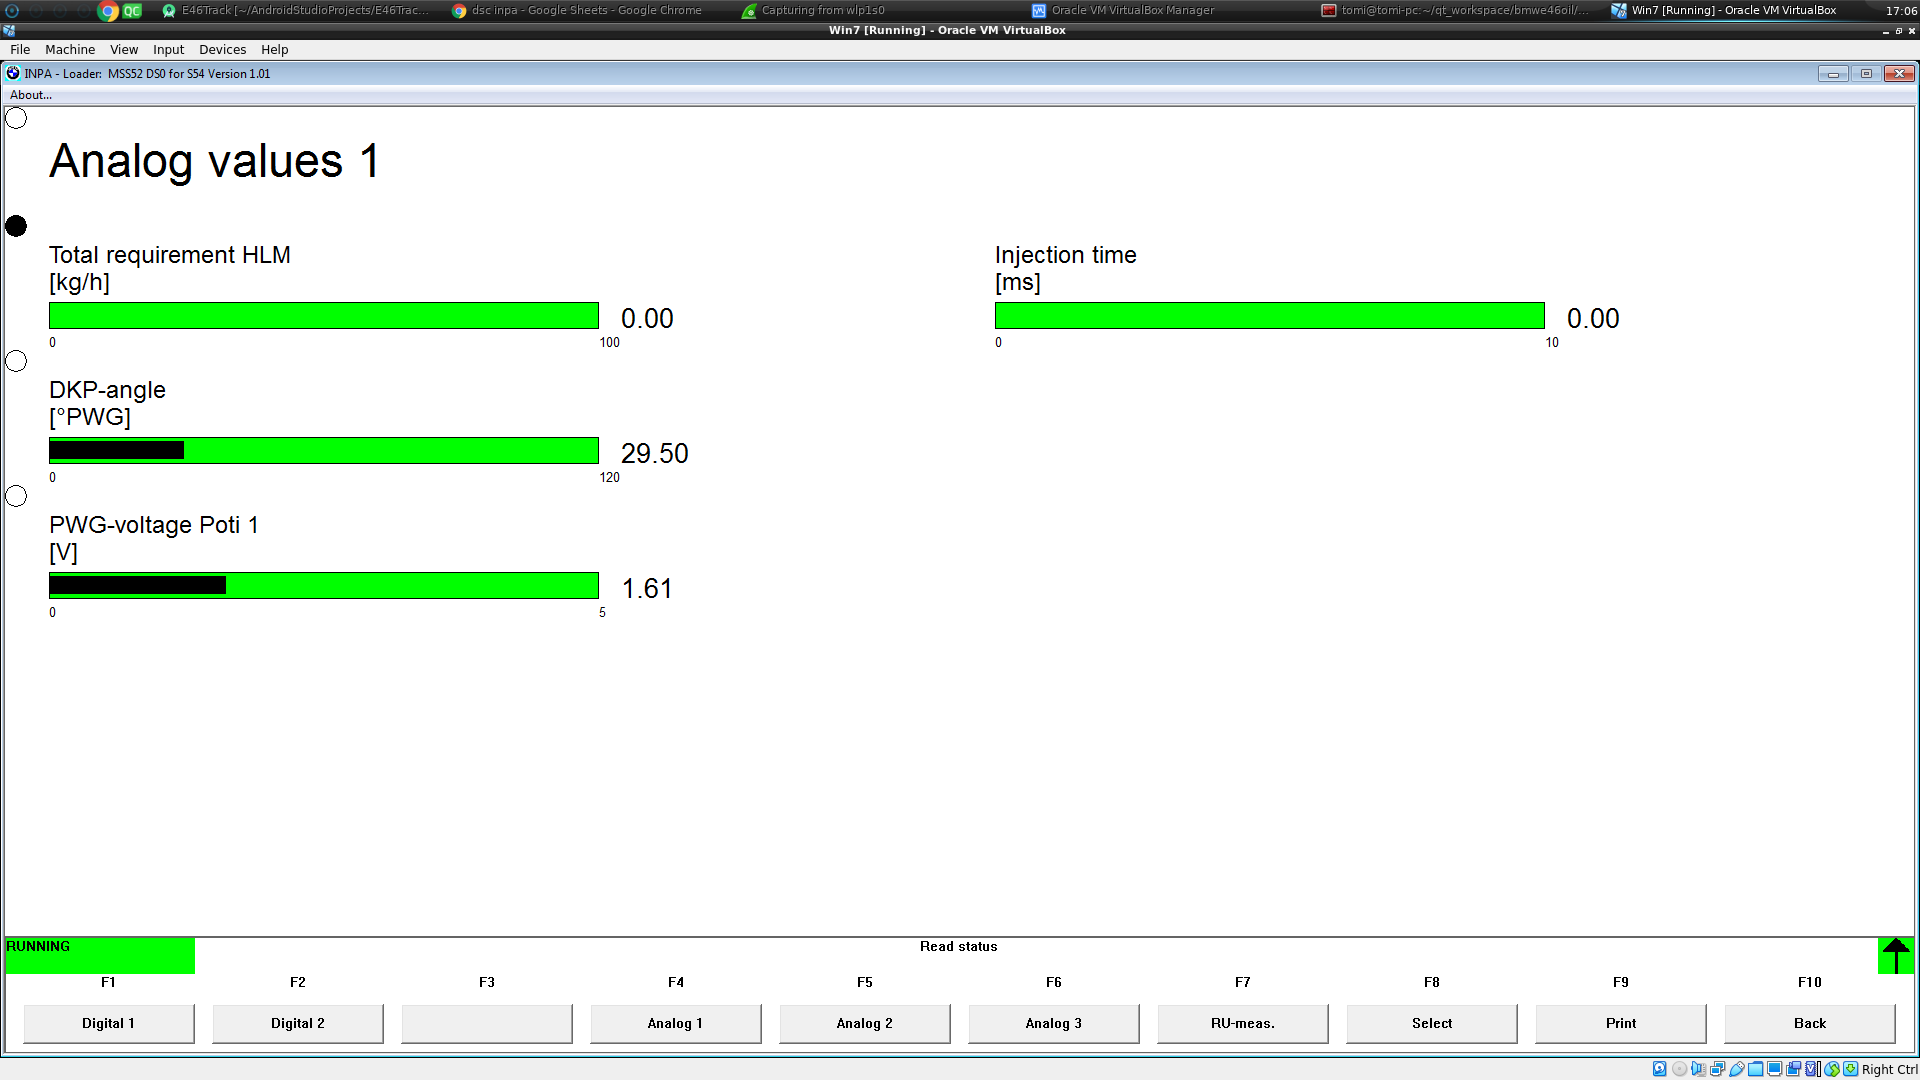 QC
E46Track [~/AndroidStudioProjects/E46Trac...
dsc inpa - Google Sheets - Google Chrome
Capturing from wlp1s0
Oracle VM VirtualBox Manager
tomi@tomi-pc:~/qt_workspace/bmwe46oil/...
Win7 [Running] - Oracle VM VirtualBox
17:06
Win7 [Running] - Oracle VM VirtualBox
File Machine View Input Devices Help
INPA - Loader: MSS52 DS0 for S54 Version 1.01
About...
Analog values 1
Total requirement HLM
[kg/h]
0.00
0 100
Injection time
[ms]
0.00
0 10
DKP-angle
[°PWG]
29.50
0 120
PWG-voltage Poti 1
[V]
1.61
0 5
RUNNING
Read status
F1 F2 F3 F4 F5 F6 F7 F8 F9 F10
Digital 1 Digital 2 Analog 1 Analog 2 Analog 3 RU-meas. Select Print Back
Right Ctrl